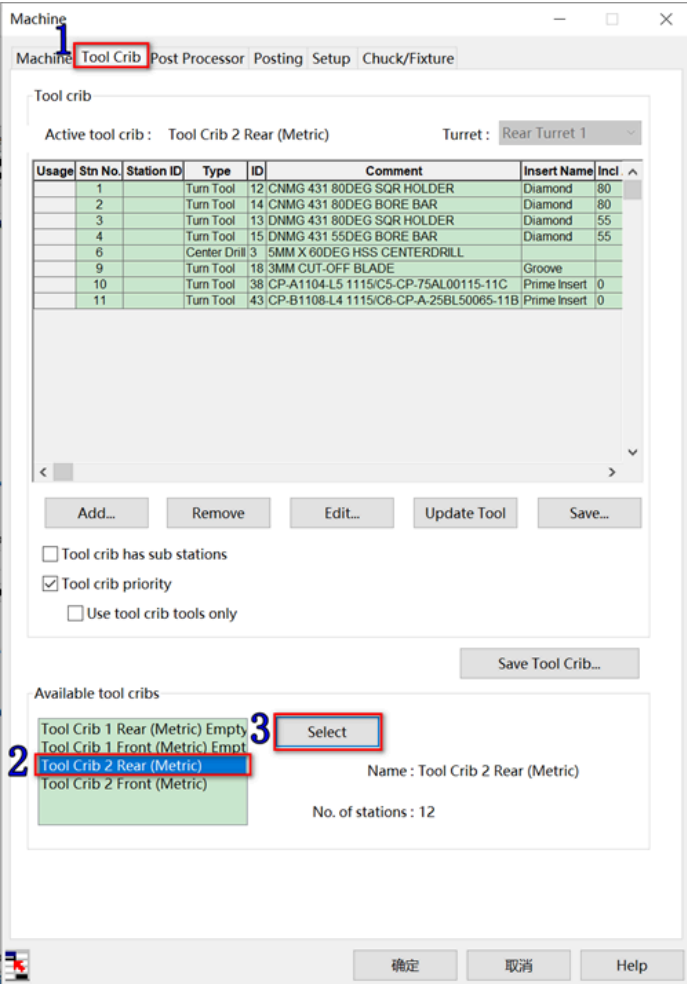 Machine
1
Machine Tool Crib Post Processor Posting Setup Chuck/Fixture
Tool crib
Active tool crib : Tool Crib 2 Rear (Metric) Turret : Rear Turret 1
Usage Stn No. Station ID Type ID Comment Insert Name Incl
1 Turn Tool 12 CNMG 431 80DEG SQR HOLDER Diamond 80
2 Turn Tool 14 CNMG 431 80DEG BORE BAR Diamond 80
3 Turn Tool 13 DNMG 431 80DEG SQR HOLDER Diamond 55
4 Turn Tool 15 DNMG 431 55DEG BORE BAR Diamond 55
6 Center Drill 3 5MM X 60DEG HSS CENTERDRILL
9 Turn Tool 18 3MM CUT-OFF BLADE Groove
10 Turn Tool 38 CP-A1104-L5 1115/C5-CP-75AL00115-11C Prime Insert 0
11 Turn Tool 43 CP-B1108-L4 1115/C6-CP-A-25BL50065-11B Prime Insert 0
Add... Remove Edit... Update Tool Save...
Tool crib has sub stations
Tool crib priority
Use tool crib tools only
Save Tool Crib...
Available tool cribs
Tool Crib 1 Rear (Metric) Empty
3 Select
Tool Crib 1 Front (Metric) Empt
2 Tool Crib 2 Rear (Metric)
Name : Tool Crib 2 Rear (Metric)
Tool Crib 2 Front (Metric)
No. of stations : 12
确定 取消 Help